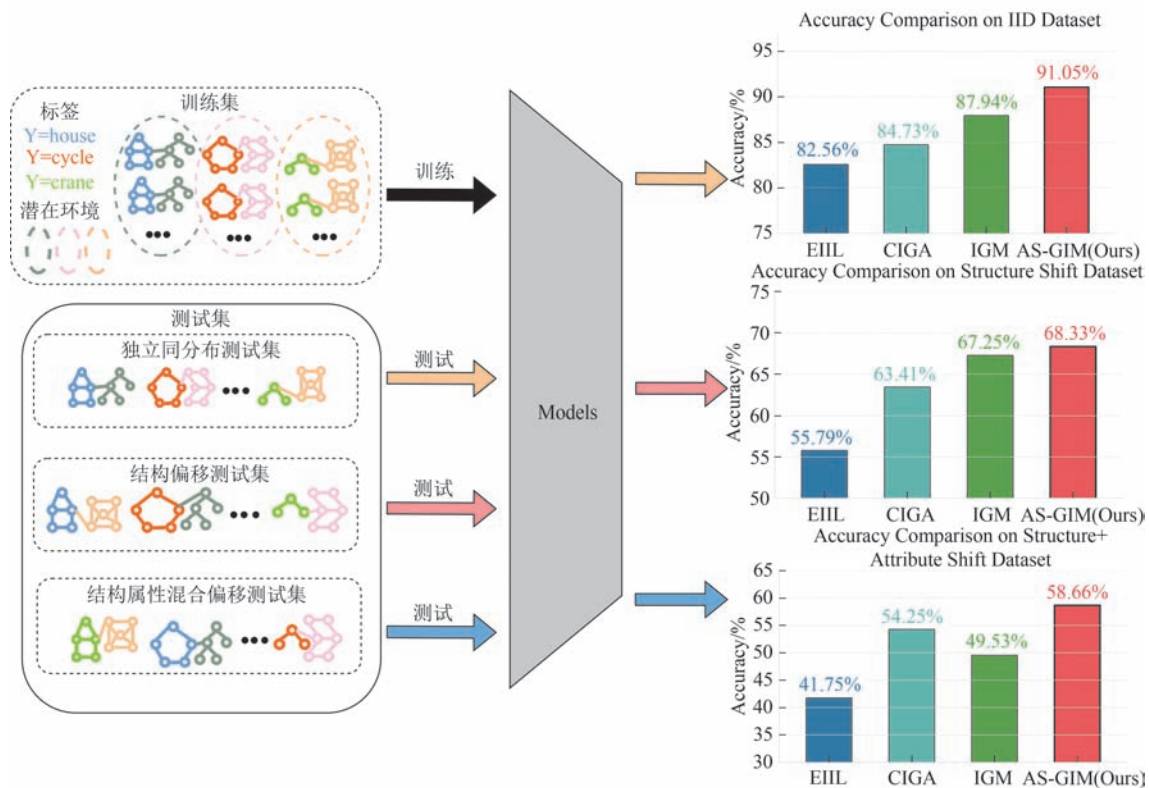 标签
Y=house
Y=cycle
Y=crane
潜在环境
训练集
训练
测试集
独立同分布测试集
测试
结构偏移测试集
测试
结构属性混合偏移测试集
测试
Models
Accuracy Comparison on IID Dataset
Accuracy/%
95
90
85
80
75
82.56%
84.73%
87.94%
91.05%
EIIL
CIGA
IGM
AS-GIM(Ours)
Accuracy Comparison on Structure Shift Dataset
Accuracy/%
75
70
65
60
55
50
55.79%
63.41%
67.25%
68.33%
EIIL
CIGA
IGM
AS-GIM(Ours)
Accuracy Comparison on Structure+
Attribute Shift Dataset
Accuracy/%
65
60
55
50
45
40
35
30
41.75%
54.25%
49.53%
58.66%
EIIL
CIGA
IGM
AS-GIM(Ours)